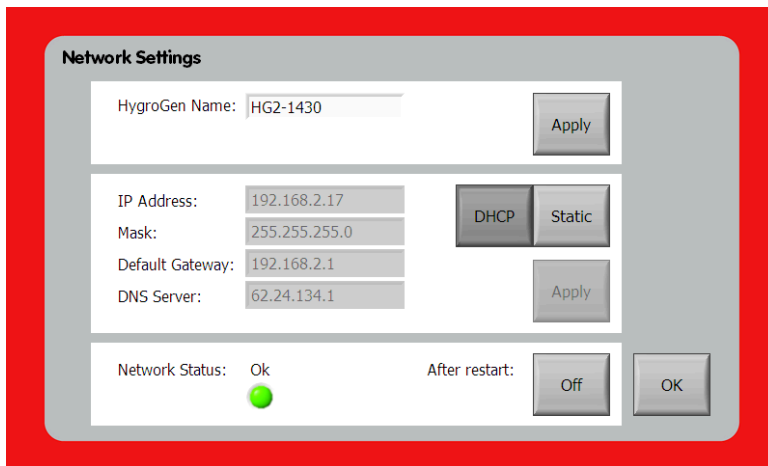 Network Settings
HygroGen Name: HG2-1430
Apply
IP Address: 192.168.2.17
DHCP Static
Mask: 255.255.255.0
Default Gateway: 192.168.2.1
DNS Server: 62.24.134.1
Apply
Network Status: Ok
After restart: Off
OK